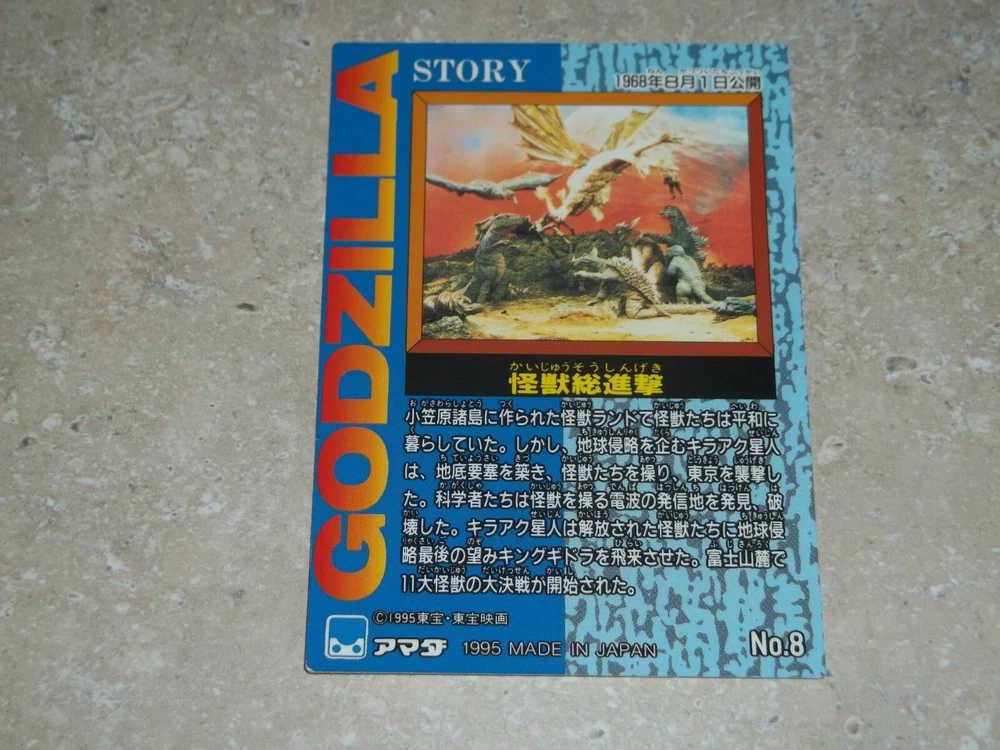 GODZILLA
STORY
1968年8月1日公開
かいじゅうそうしんげき
怪獣総進撃
小笠原諸島に作られた怪獣ランドで怪獣たちは平和に
暮らしていた。しかし、地球侵略を企むキラアク星人
は、地底要塞を築き、怪獣たちを操り、東京を襲撃し
た。科学者たちは怪獣を操る電波の発信地を発見、破
壊した。キラアク星人は解放された怪獣たちに地球侵
略最後の望みキングギドラを飛来させた。富士山麓で
11大怪獣の大決戦が開始された。
©1995東宝・東宝映画
アマダ 1995 MADE IN JAPAN
No.8